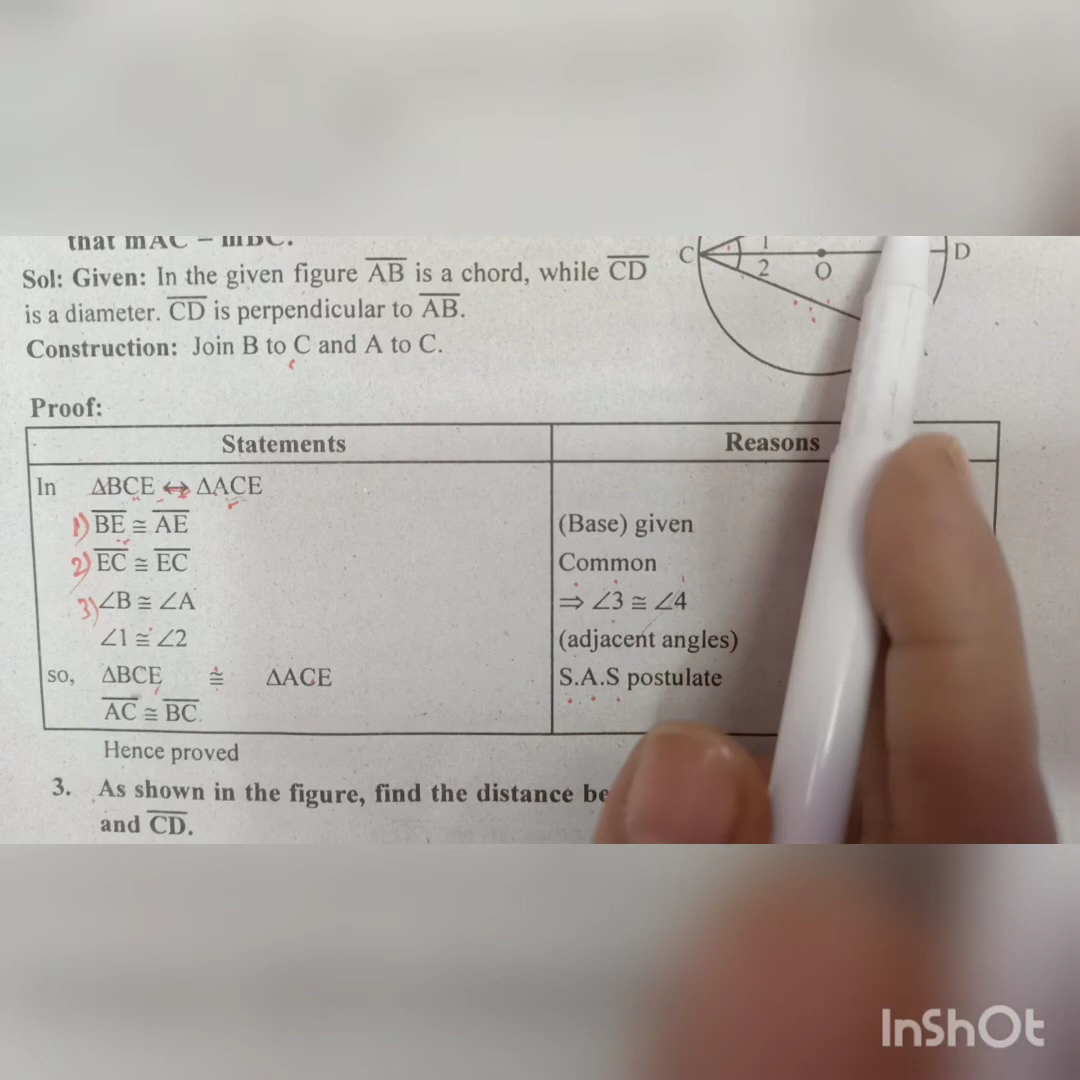 that mAC = mBC.
Sol: Given: In the given figure AB is a chord, while CD
is a diameter. CD is perpendicular to AB.
Construction: Join B to C and A to C.
C 1 2 O D
Proof:
Statements Reasons
In ΔBCE ↔ ΔACE
1) BE ≅ AE (Base) given
2) EC ≅ EC Common
3) ∠B ≅ ∠A ⇒ ∠3 ≅ ∠4
∠1 ≅ ∠2 (adjacent angles)
so, ΔBCE ≅ ΔACE S.A.S postulate
AC ≅ BC.
Hence proved
3. As shown in the figure, find the distance be
and CD.
InShOt